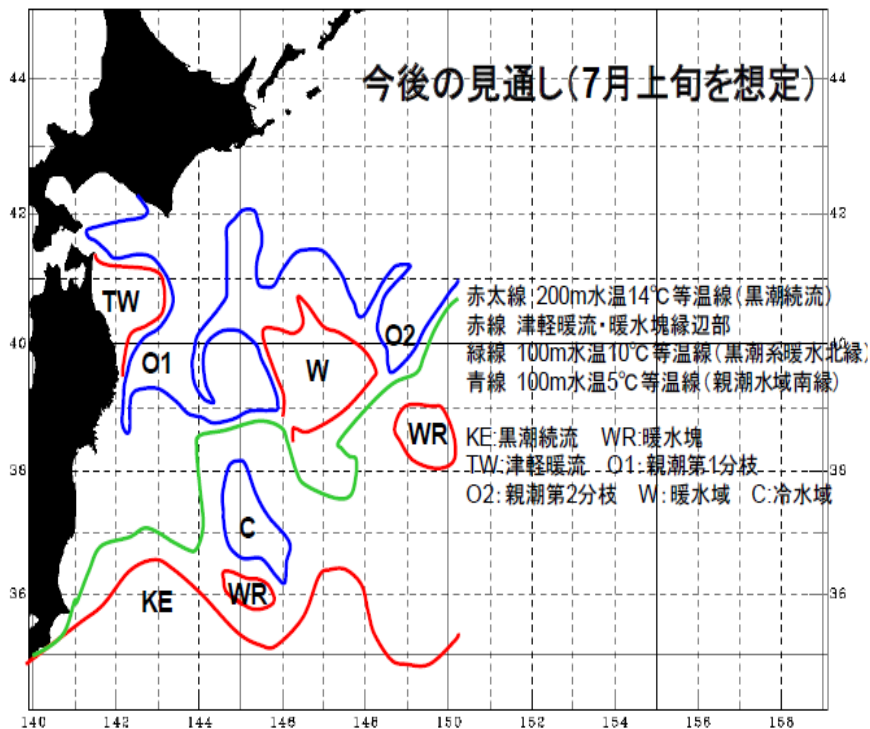 今後の見通し(7月上旬を想定)
44
44
42
42
TW
O2
赤太線 200m水温14℃等温線(黒潮続流)
赤線 津軽暖流・暖水塊縁辺部
40
O1
W
40
緑線 100m水温10℃等温線(黒潮系暖水北縁)
青線 100m水温5℃等温線(親潮水域南縁)
WR
KE:黒潮続流 WR:暖水塊
38
38
TW:津軽暖流 O1:親潮第1分枝
O2:親潮第2分枝 W:暖水域 C:冷水域
C
36
KE
WR
36
140 142 144 146 148 150 152 154 156 158